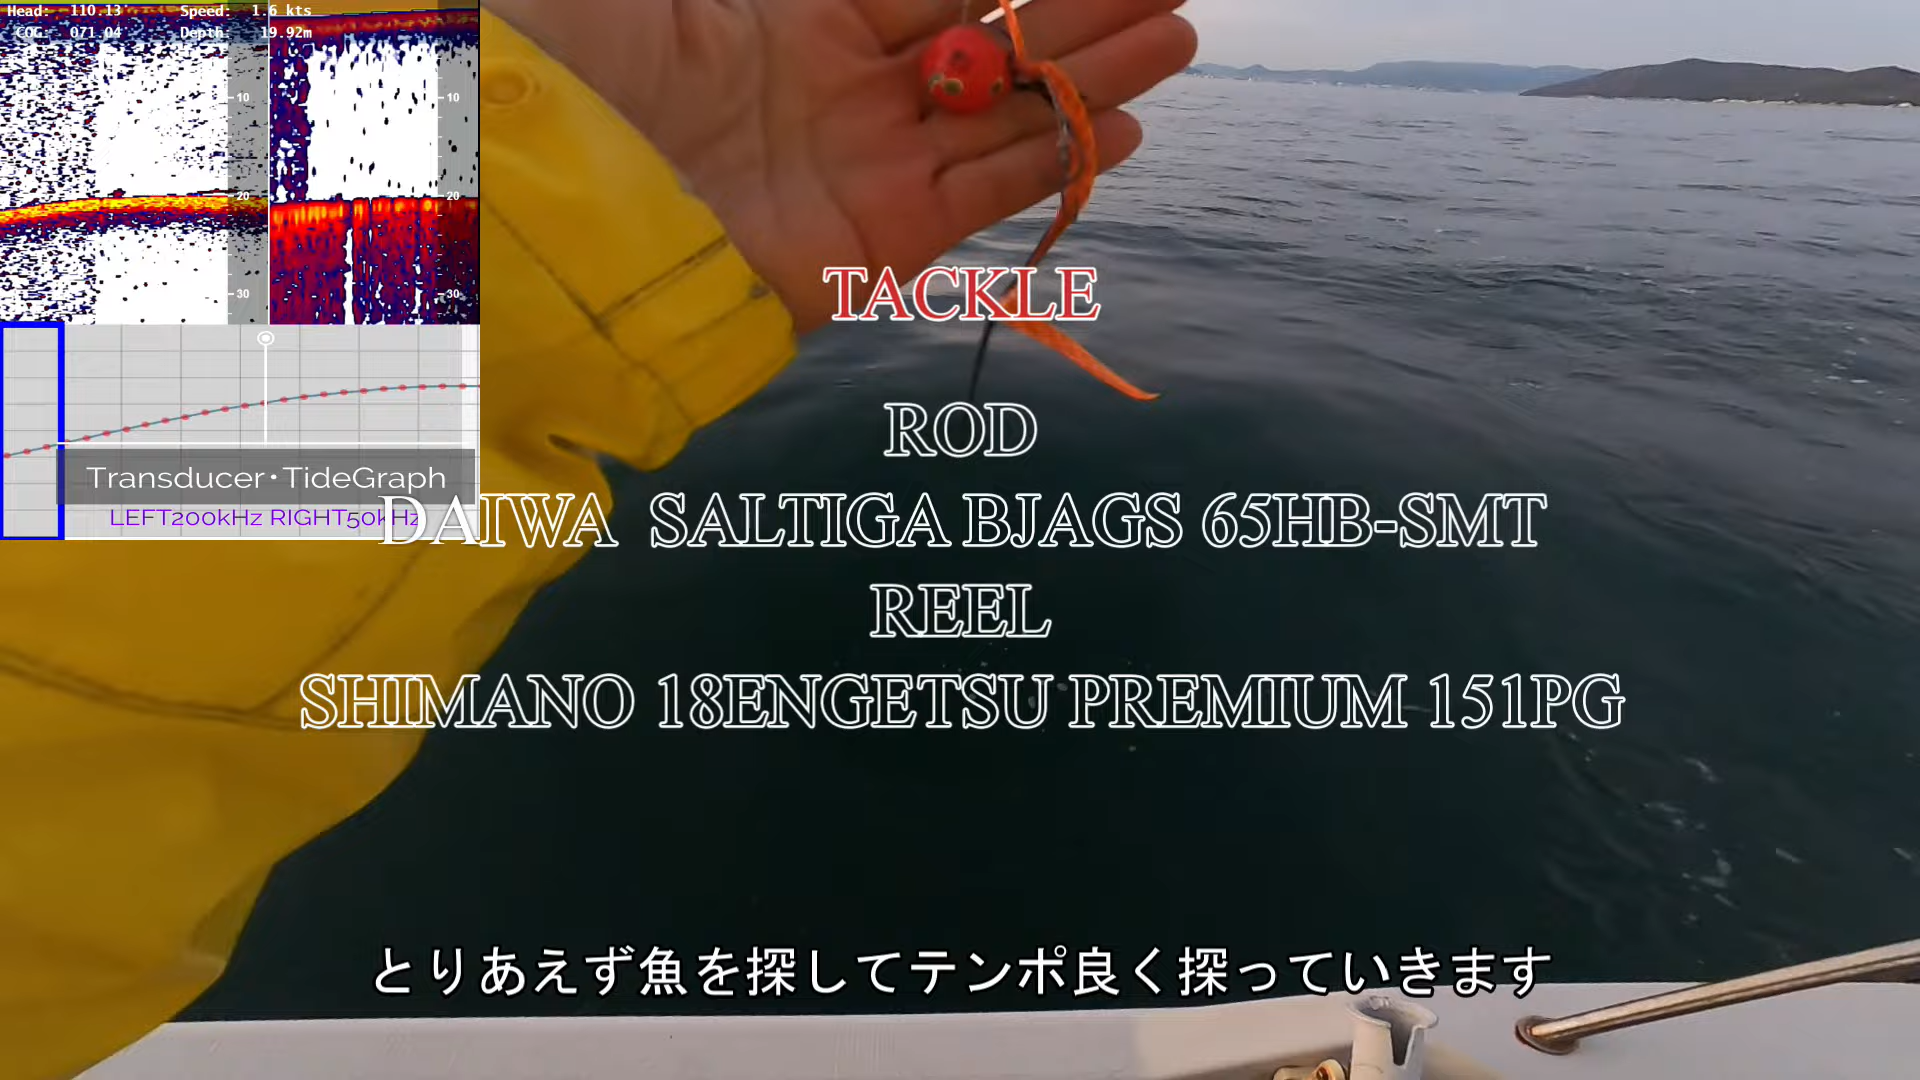 Head: 110.13 Speed: 1.6 kts
COG: 071.04 Depth: 19.92m
10 10
20 20
30 30
TACKLE
ROD
Transducer・TideGraph
LEFT200kHz RIGHT50kHz
DAIWA SALTIGA BJAGS 65HB-SMT
REEL
SHIMANO 18ENGETSU PREMIUM 151PG
とりあえず魚を探してテンポ良く探っていきます